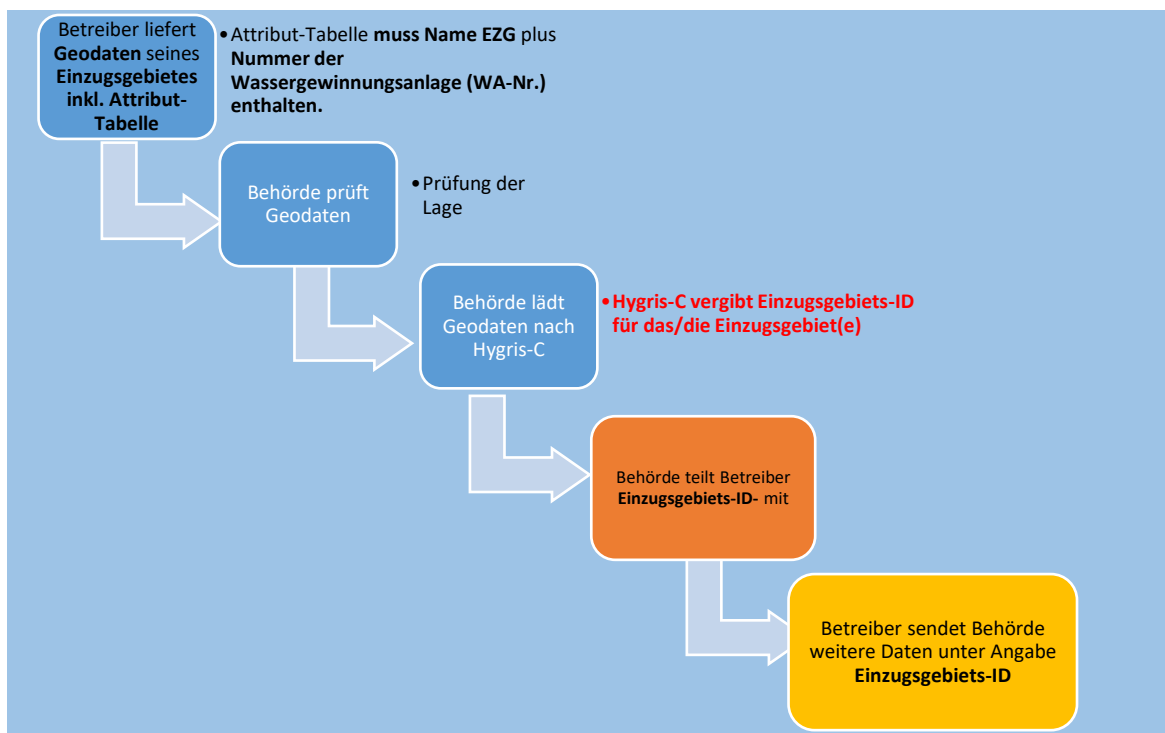 Betreiber liefert
Geodaten seines
Einzugsgebietes
inkl. Attribut-
Tabelle
•Attribut-Tabelle muss Name EZG plus
Nummer der
Wassergewinnungsanlage (WA-Nr.)
enthalten.
Behörde prüft
Geodaten
•Prüfung der
Lage
Behörde lädt
Geodaten nach
Hygris-C
•Hygris-C vergibt Einzugsgebiets-ID
für das/die Einzugsgebiet(e)
Behörde teilt Betreiber
Einzugsgebiets-ID- mit
Betreiber sendet Behörde
weitere Daten unter Angabe
Einzugsgebiets-ID